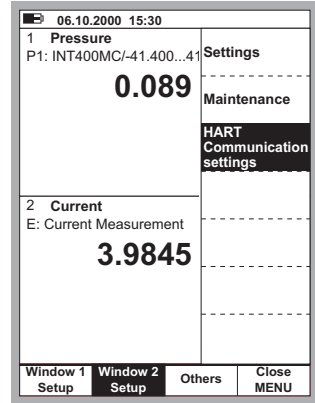 06.10.2000 15:30
1 Pressure
P1: INT400MC/-41.400...41
0.089
2 Current
E: Current Measurement
3.9845
Settings
Maintenance
HART
Communication
settings
Window 1
Setup
Window 2
Setup
Others
Close
MENU